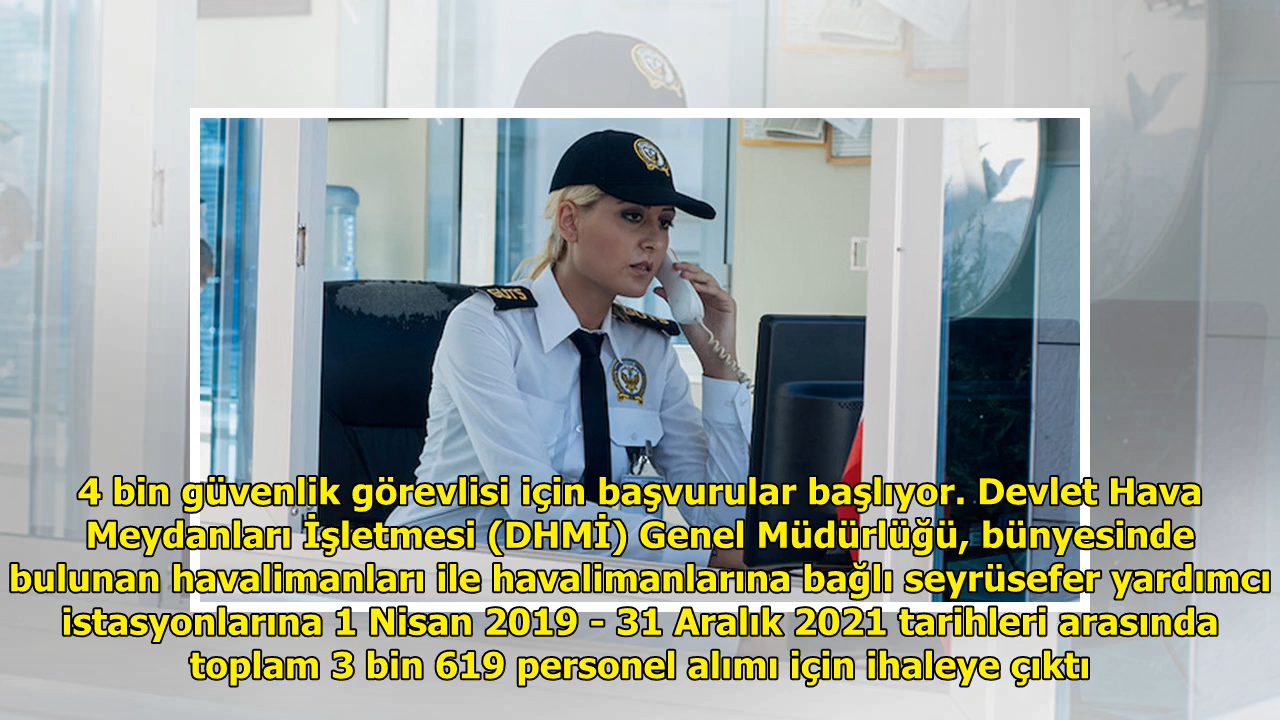 GUTS
4 bin güvenlik görevlisi için başvurular başlıyor. Devlet Hava
Meydanları İşletmesi (DHMİ) Genel Müdürlüğü, bünyesinde
bulunan havalimanları ile havalimanlarına bağlı seyrüsefer yardımcı
istasyonlarına 1 Nisan 2019 - 31 Aralık 2021 tarihleri arasında
toplam 3 bin 619 personel alımı için ihaleye çıktı